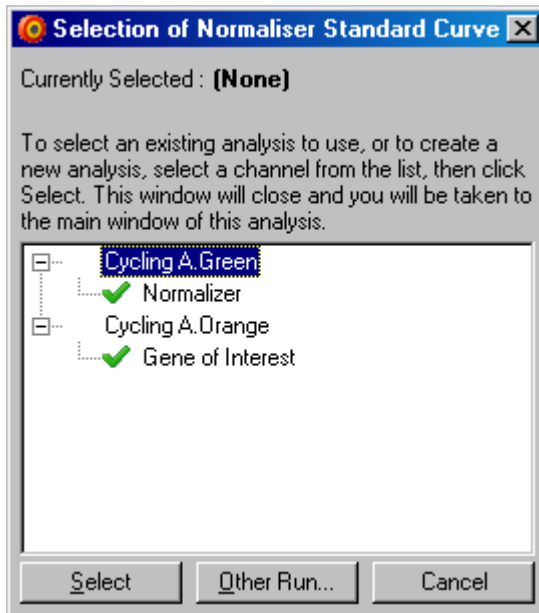 Selection of Normaliser Standard Curve
Currently Selected : (None)
To select an existing analysis to use, or to create a
new analysis, select a channel from the list, then click
Select. This window will close and you will be taken to
the main window of this analysis.
Cycling A.Green
Normalizer
Cycling A.Orange
Gene of Interest
Select Other Run... Cancel